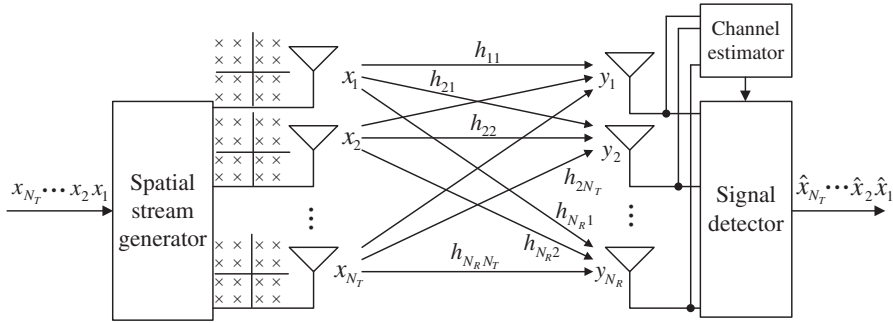 x_{N_T} ⋯ x_2 x_1
Spatial
stream
generator
x_1
x_2
⋮
x_{N_T}
h_{11}
h_{21}
h_{22}
h_{2N_T}
h_{N_R1}
h_{N_R2}
h_{N_RN_T}
y_1
y_2
⋮
y_{N_R}
Channel
estimator
Signal
detector
x̂_{N_T} ⋯ x̂_2 x̂_1